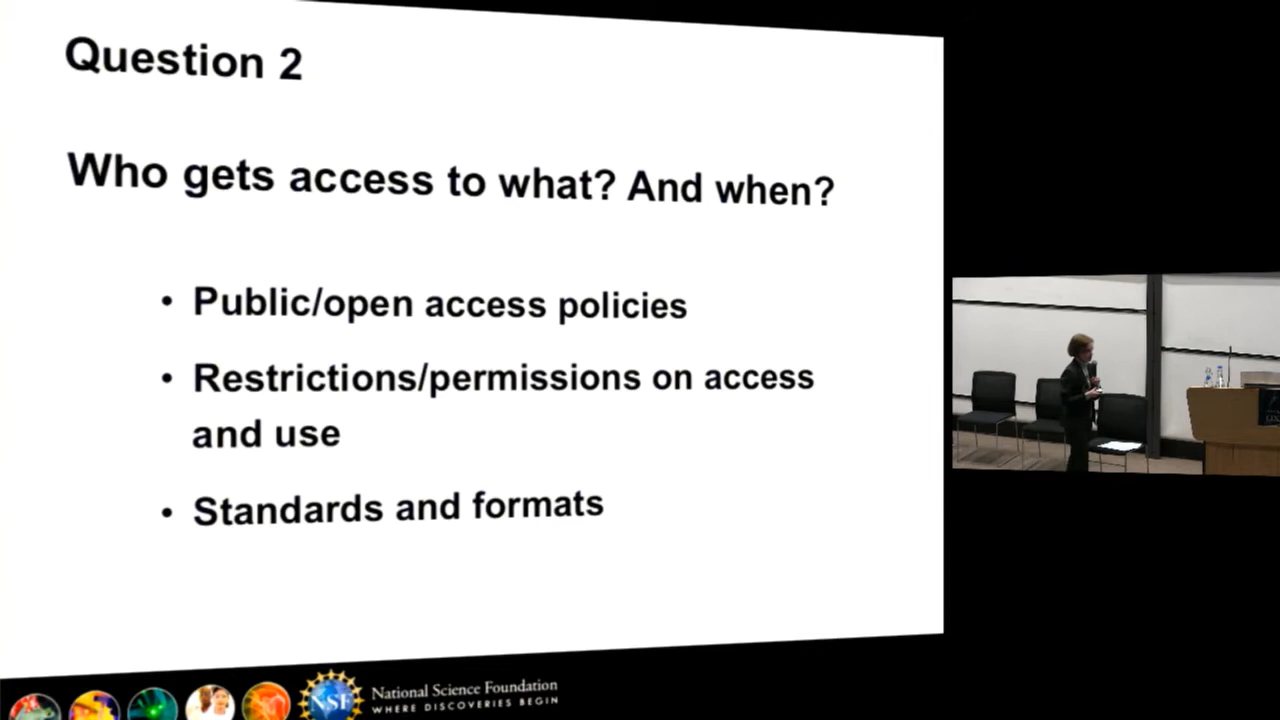 Question 2
Who gets access to what? And when?
• Public/open access policies
• Restrictions/permissions on access
and use
• Standards and formats
NSF
National Science Foundation
WHERE DISCOVERIES BEGIN